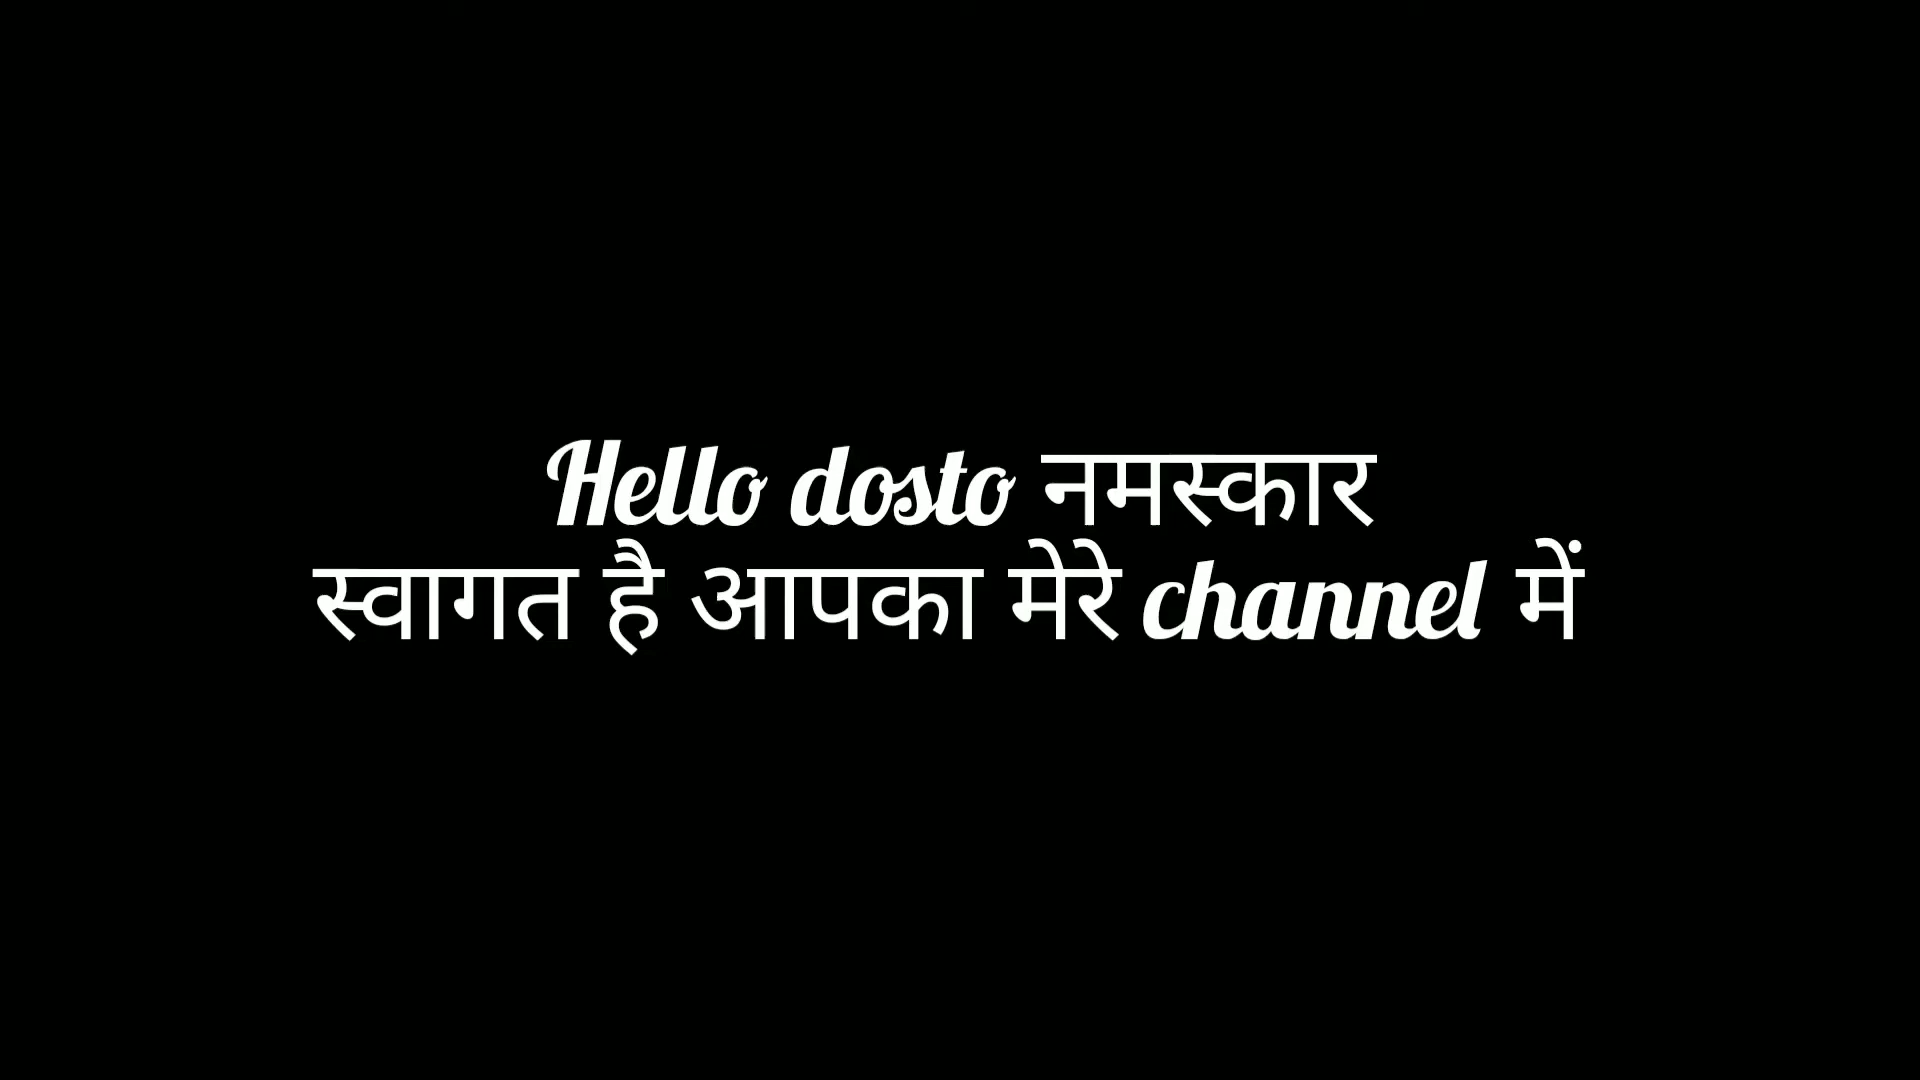 Hello dosto नमस्कार
स्वागत है आपका मेरे channel में